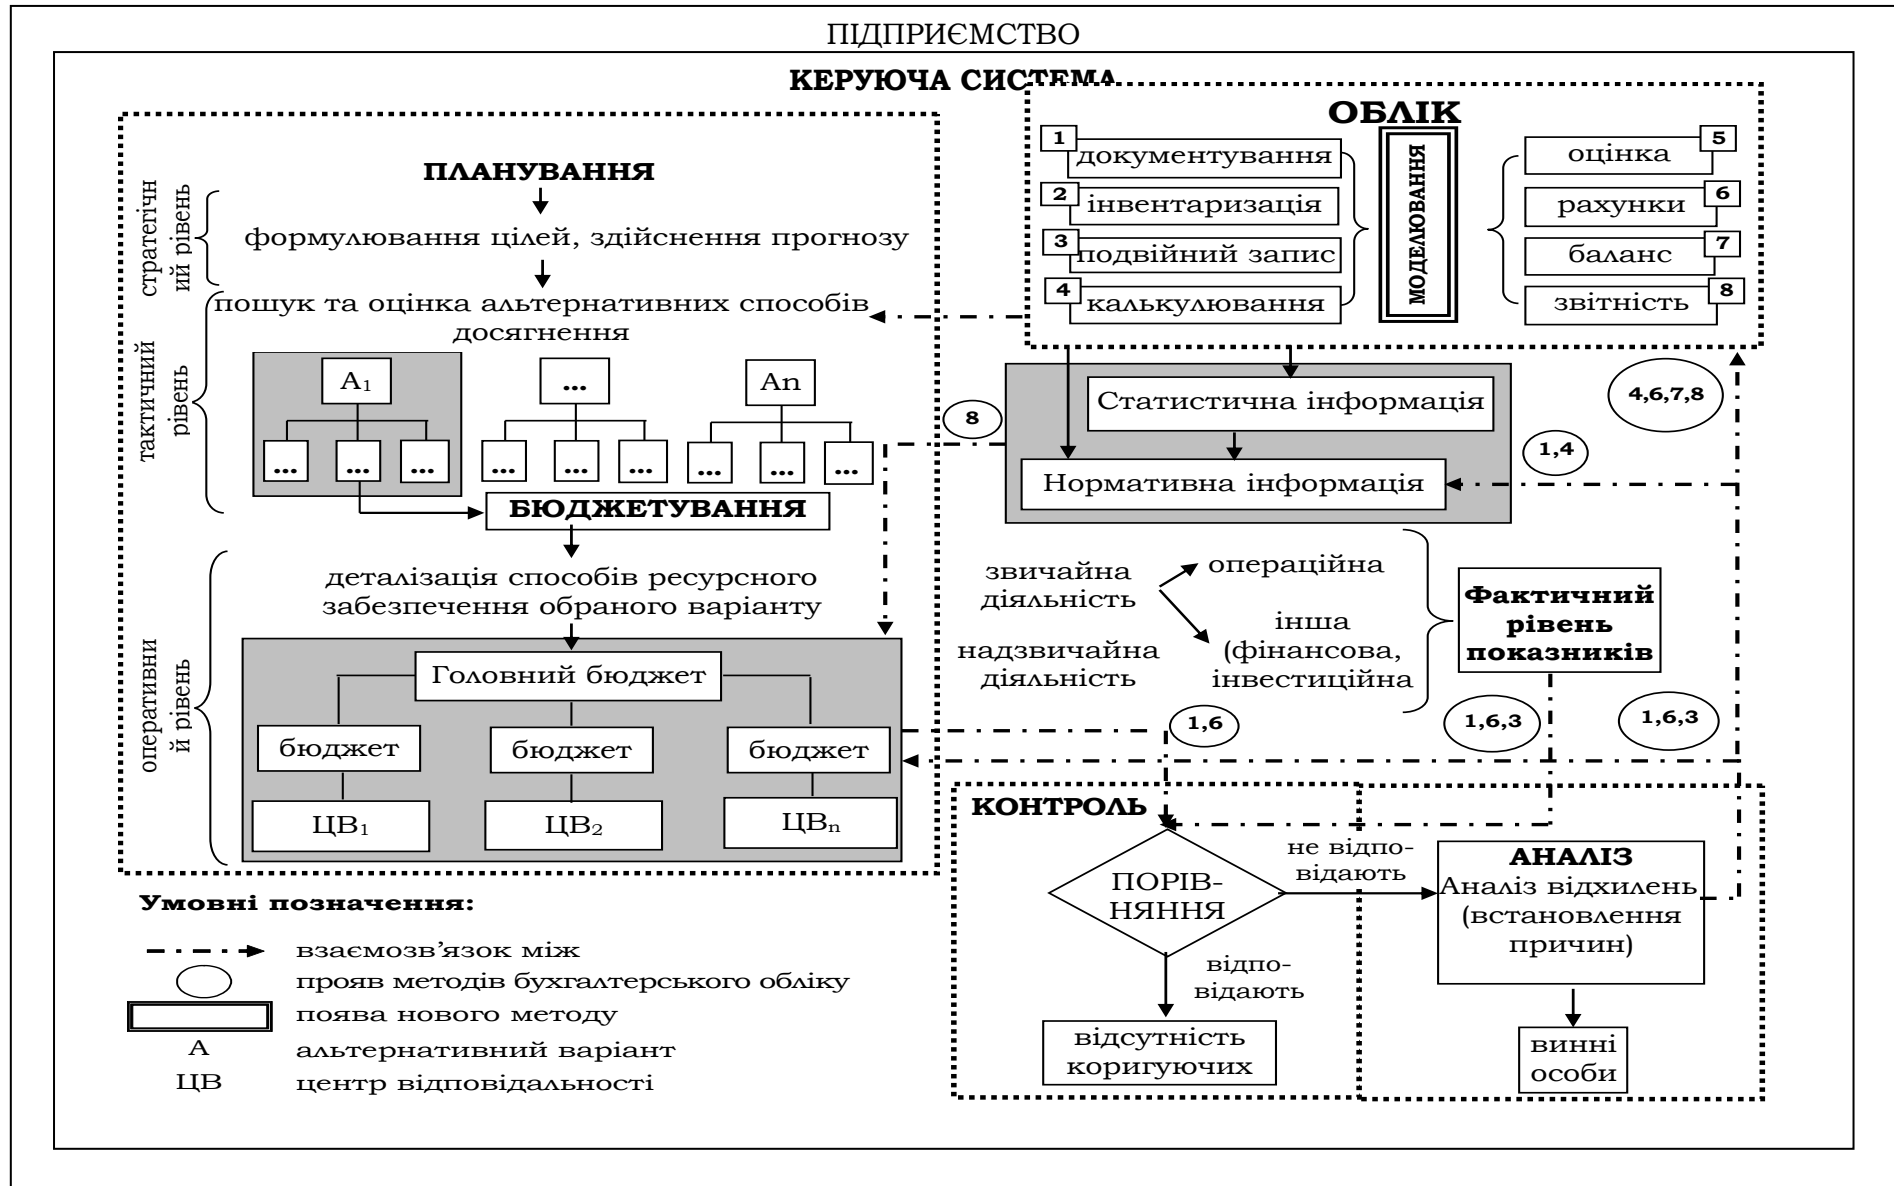 ПІДПРИЄМСТВО
КЕРУЮЧА СИСТЕМА
ПЛАНУВАННЯ
стратегічн
ий рівень
формулювання цілей, здійснення прогнозу
пошук та оцінка альтернативних способів
досягнення
тактичний
рівень
А1
...
Аn
...
...
...
...
...
...
...
...
...
БЮДЖЕТУВАННЯ
деталізація способів ресурсного
забезпечення обраного варіанту
оперативни
й рівень
Головний бюджет
бюджет
бюджет
бюджет
ЦВ1
ЦВ2
ЦВn
ОБЛІК
1
документування
2
інвентаризація
3
подвійний запис
4
калькулювання
МОДЕЛЮВАННЯ
5
оцінка
6
рахунки
7
баланс
8
звітність
8
Статистична інформація
Нормативна інформація
4,6,7,8
1,4
звичайна
діяльність
операційна
надзвичайна
діяльність
інша
(фінансова,
інвестиційна
Фактичний
рівень
показників
1,6
1,6,3
1,6,3
КОНТРОЛЬ
ПОРІВ-
НЯННЯ
не відпо-
відають
відпо-
відають
відсутність
коригуючих
АНАЛІЗ
Аналіз відхилень
(встановлення
причин)
винні
особи
Умовні позначення:
взаємозв'язок між
прояв методів бухгалтерського обліку
поява нового методу
А
альтернативний варіант
ЦВ
центр відповідальності